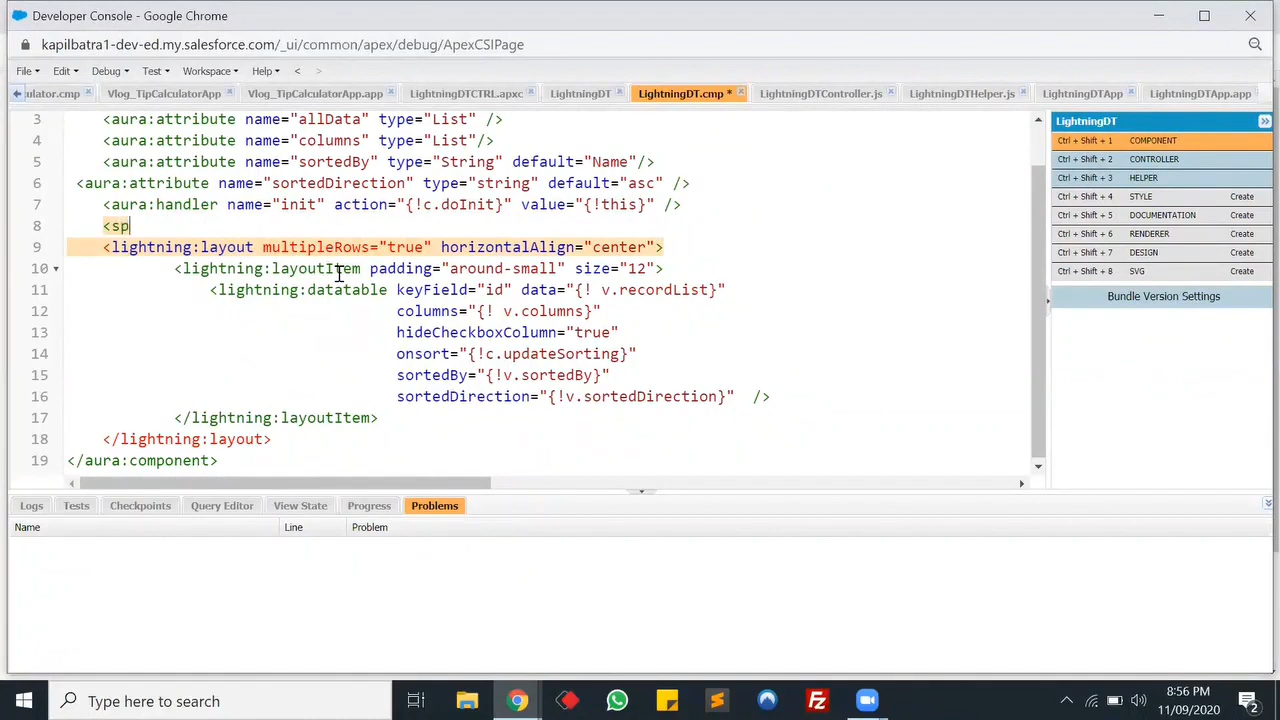 Developer Console - Google Chrome
kapilbatra1-dev-ed.my.salesforce.com/_ui/common/apex/debug/ApexCSIPage
File Edit Debug Test Workspace Help < >
ulator.cmp Vlog_TipCalculatorApp Vlog_TipCalculatorApp.app LightningDTCTRL.apxc LightningDT LightningDT.cmp * LightningDTController.js LightningDTHelper.js LightningDTApp LightningDTApp.app
3 <aura:attribute name="allData" type="List" />
4 <aura:attribute name="columns" type="List"/>
5 <aura:attribute name="sortedBy" type="String" default="Name"/>
6 <aura:attribute name="sortedDirection" type="string" default="asc" />
7 <aura:handler name="init" action="{!c.doInit}" value="{!this}" />
8 <sp
9 <lightning:layout multipleRows="true" horizontalAlign="center">
10 <lightning:layoutItem padding="around-small" size="12">
11 <lightning:datatable keyField="id" data="{! v.recordList}"
12 columns="{! v.columns}"
13 hideCheckboxColumn="true"
14 onsort="{!c.updateSorting}"
15 sortedBy="{!v.sortedBy}"
16 sortedDirection="{!v.sortedDirection}" />
17 </lightning:layoutItem>
18 </lightning:layout>
19 </aura:component>
LightningDT
Ctrl + Shift + 1 COMPONENT
Ctrl + Shift + 2 CONTROLLER
Ctrl + Shift + 3 HELPER
Ctrl + Shift + 4 STYLE Create
Ctrl + Shift + 5 DOCUMENTATION Create
Ctrl + Shift + 6 RENDERER Create
Ctrl + Shift + 7 DESIGN Create
Ctrl + Shift + 8 SVG Create
Bundle Version Settings
Logs Tests Checkpoints Query Editor View State Progress Problems
Name Line Problem
Type here to search
8:56 PM
11/09/2020
2